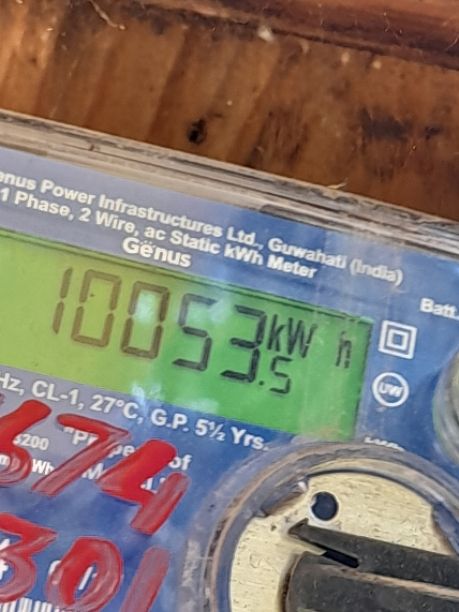 enus Power Infrastructures Ltd., Guwahati (India)
1 Phase, 2 Wire, ac Static kWh Meter
Genus
Batt.
10053.5 kW h
UW
Hz, CL-1, 27°C, G.P. 5½ Yrs.
674
301